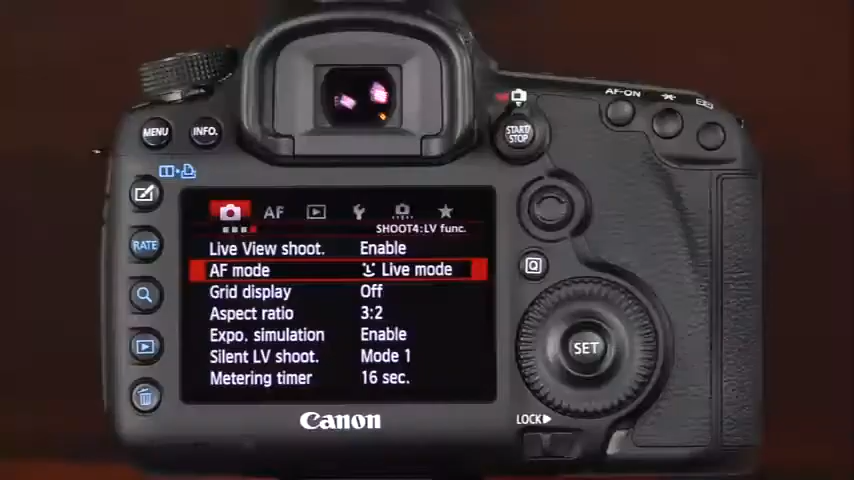 AF-ON
MENU
INFO.
START/
STOP
AF
SHOOT4:LV func.
Live View shoot. Enable
AF mode Live mode
Grid display Off
Aspect ratio 3:2
Expo. simulation Enable
Silent LV shoot. Mode 1
Metering timer 16 sec.
RATE
Q
SET
Canon
LOCK